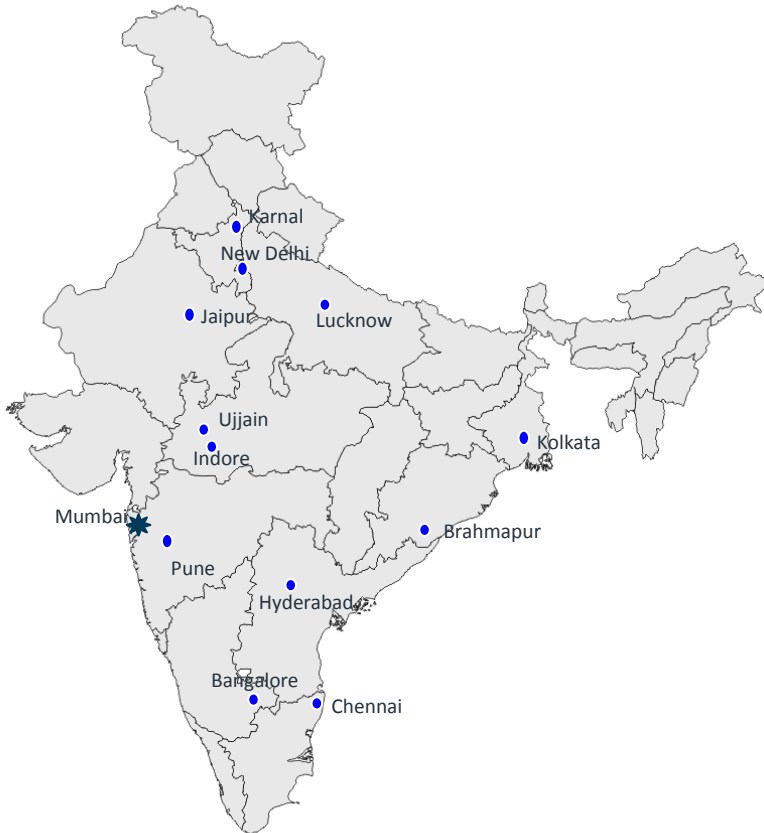 Karnal
New Delhi
Jaipur
Lucknow
Ujjain
Indore
Kolkata
Mumbai
Brahmapur
Pune
Hyderabad
Bangalore
Chennai